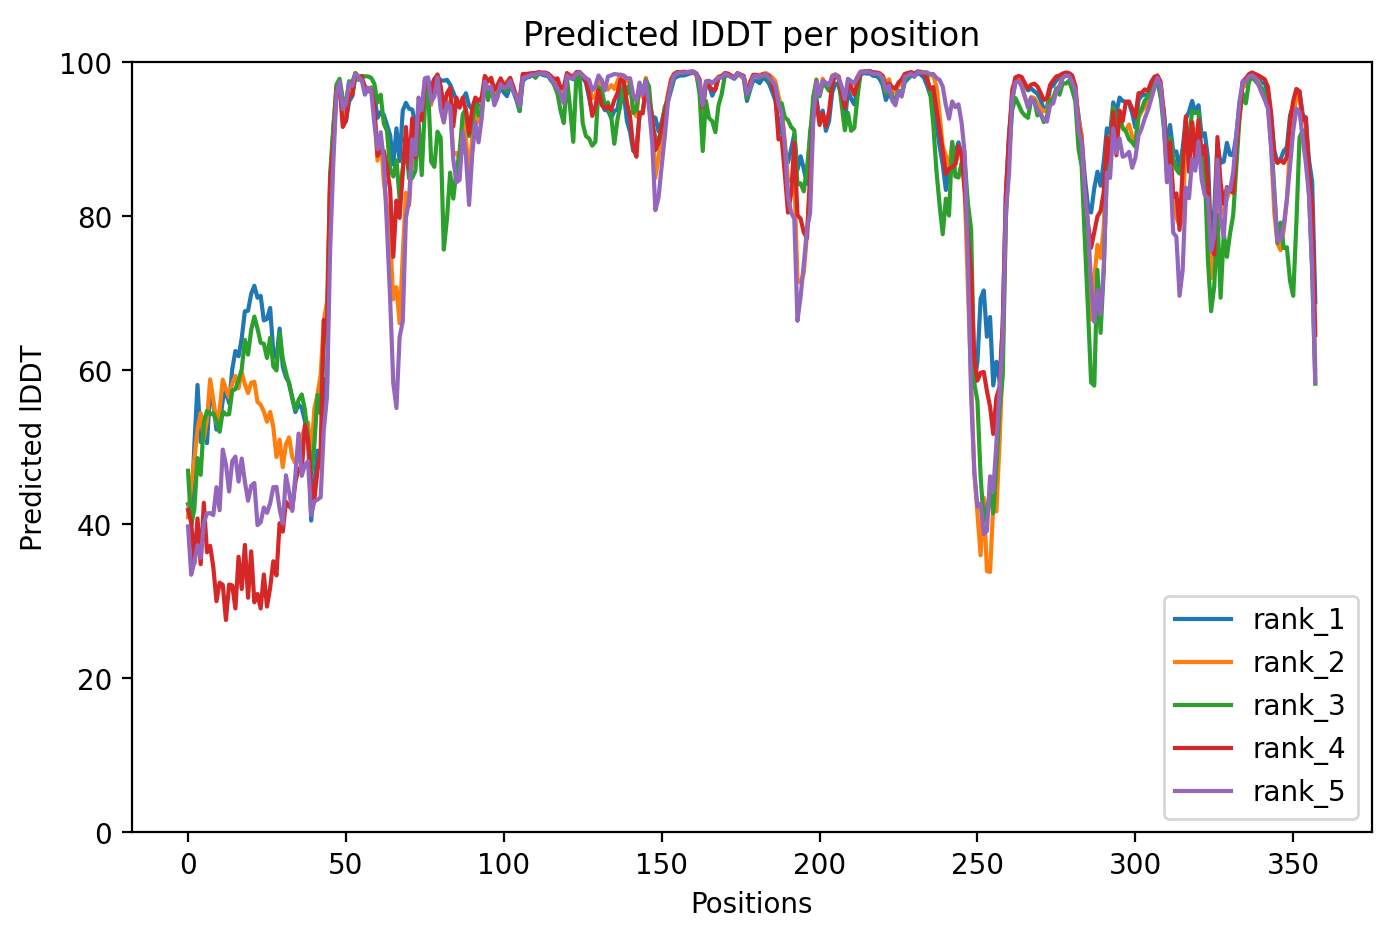 Predicted lDDT per position
Predicted lDDT
100
80
60
40
20
0
0 50 100 150 200 250 300 350
Positions
rank_1
rank_2
rank_3
rank_4
rank_5